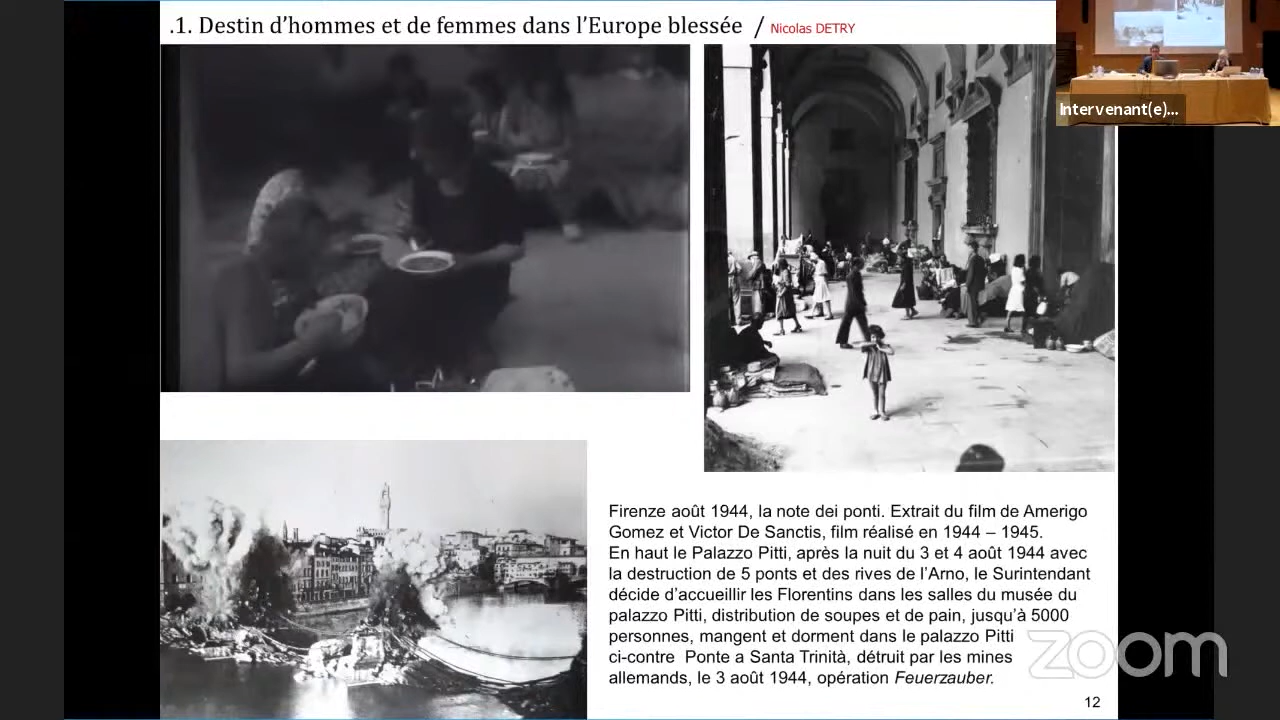 .1. Destin d’hommes et de femmes dans l’Europe blessée / Nicolas DETRY
Intervenant(e)...
Firenze août 1944, la note dei ponti. Extrait du film de Amerigo
Gomez et Victor De Sanctis, film réalisé en 1944 – 1945.
En haut le Palazzo Pitti, après la nuit du 3 et 4 août 1944 avec
la destruction de 5 ponts et des rives de l’Arno, le Surintendant
décide d’accueillir les Florentins dans les salles du musée du
palazzo Pitti, distribution de soupes et de pain, jusqu’à 5000
personnes, mangent et dorment dans le palazzo Pitti
ci-contre  Ponte a Santa Trinità, détruit par les mines
allemands, le 3 août 1944, opération Feuerzauber.
zoom
12